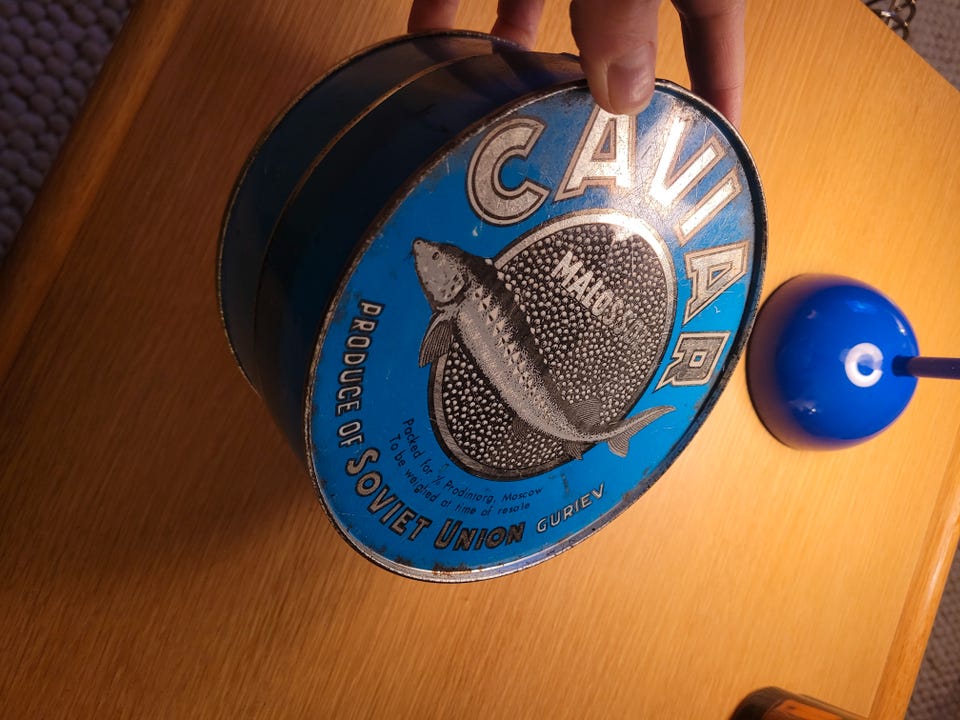 CAVIAR
MALOSSOL
Packed for V/O Prodintorg, Moscow
To be weighed at time of resale
PRODUCE OF SOVIET UNION GURIEV